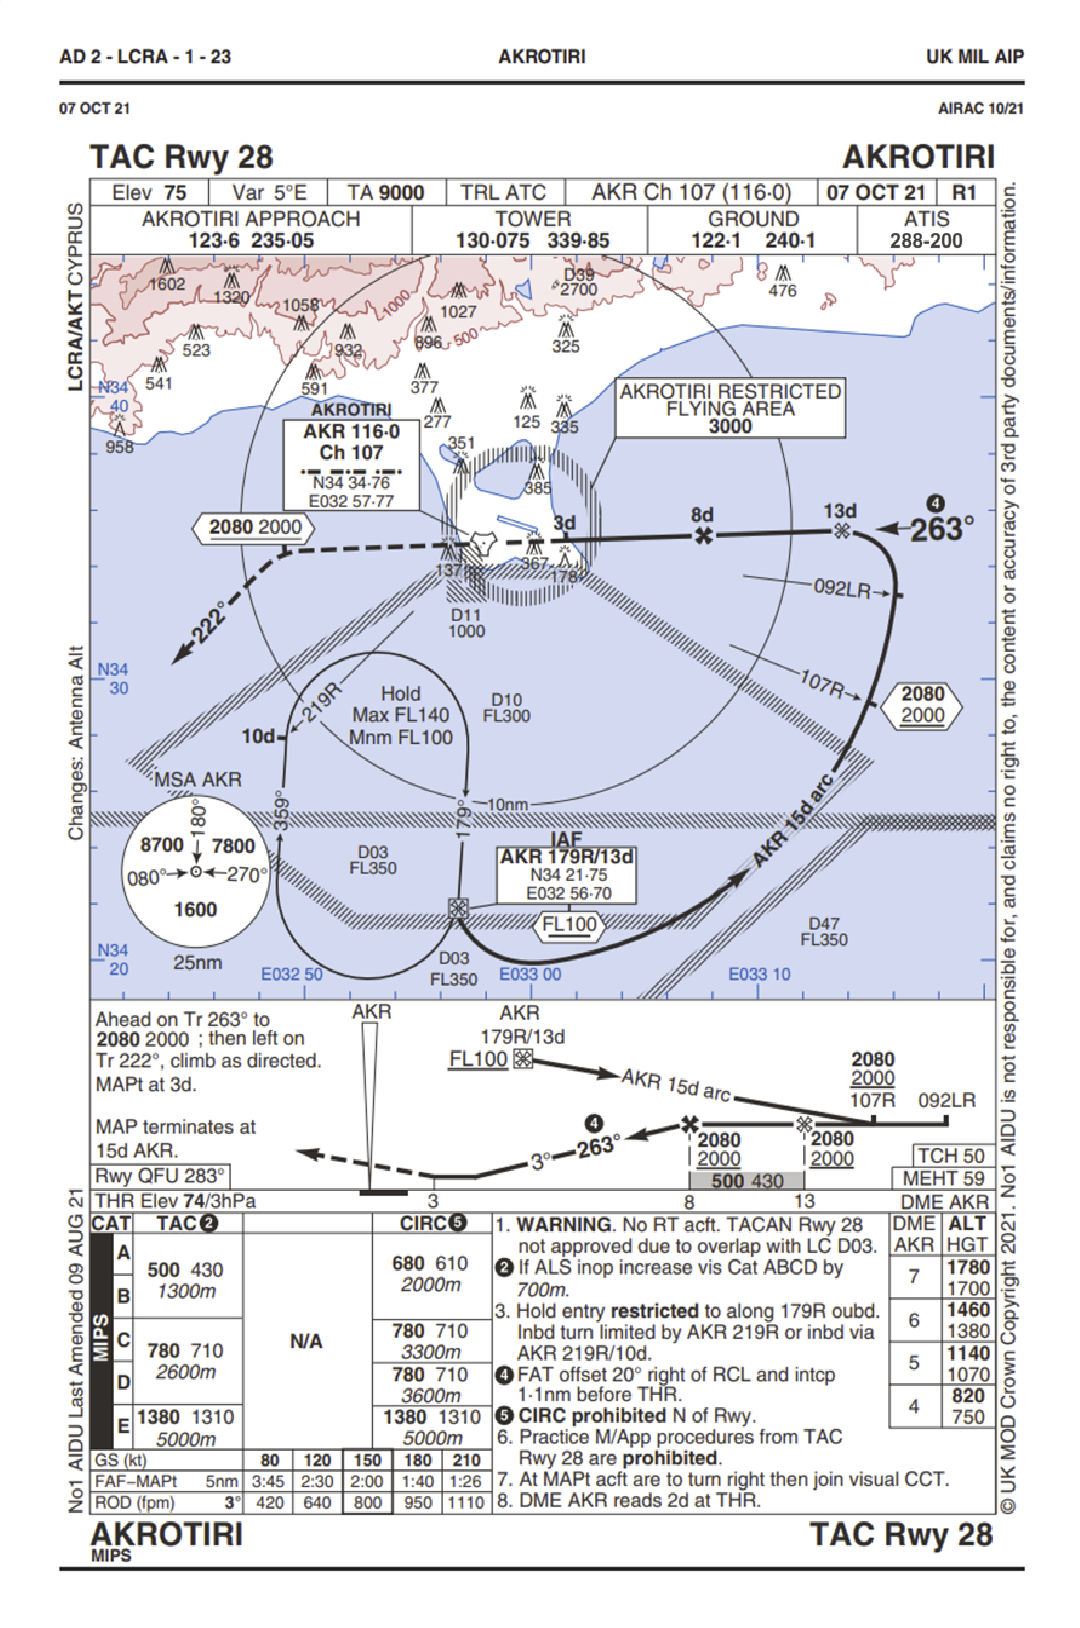 AD 2 - LCRA - 1 - 23
AKROTIRI
UK MIL AIP
07 OCT 21
AIRAC 10/21
TAC Rwy 28
AKROTIRI
Elev 75
Var 5°E
TA 9000
TRL ATC
AKR Ch 107 (116·0)
07 OCT 21
R1
AKROTIRI APPROACH
123·6 235·05
TOWER
130·075 339·85
GROUND
122·1 240·1
ATIS
288·200
LCRA/AKT CYPRUS
Changes: Antenna Alt
No1 AIDU Last Amended 09 AUG 21
© UK MOD Crown Copyright 2021. No1 AIDU is not responsible for, and claims no right to, the content or accuracy of 3rd party documents/information.
1602
1320
1058
1000
1027
D39
2700
476
523
932
896
500
325
541
591
377
N34
40
958
277
125
335
351
385
AKROTIRI
AKR 116·0
Ch 107
N34 34·76
E032 57·77
AKROTIRI RESTRICTED
FLYING AREA
3000
2080 2000
3d
8d
13d
4
263°
137
367
178
092LR
222°
D11
1000
107R
2080
2000
N34
30
219R
Hold
Max FL140
Mnm FL100
D10
FL300
10d
MSA AKR
359°
179°
10nm
AKR 15d arc
8700
180°
7800
080°
270°
1600
25nm
D03
FL350
IAF
AKR 179R/13d
N34 21·75
E032 56·70
FL100
D47
FL350
N34
20
E032 50
D03
FL350
E033 00
E033 10
Ahead on Tr 263° to
2080 2000 ; then left on
Tr 222°, climb as directed.
MAPt at 3d.
MAP terminates at
15d AKR.
Rwy QFU 283°
THR Elev 74/3hPa
AKR
AKR
179R/13d
FL100
AKR 15d arc
2080
2000
107R
092LR
4
263°
3°
2080
2000
2080
2000
500 430
TCH 50
MEHT 59
3
8
13
DME AKR
CAT
TAC 2
CIRC 5
MIPS
A
B
C
D
E
500 430
1300m
780 710
2600m
1380 1310
5000m
N/A
680 610
2000m
780 710
3300m
780 710
3600m
1380 1310
5000m
GS (kt) 80 120 150 180 210
FAF–MAPt 5nm 3:45 2:30 2:00 1:40 1:26
ROD (fpm) 3° 420 640 800 950 1110
1. WARNING. No RT acft. TACAN Rwy 28
not approved due to overlap with LC D03.
2 If ALS inop increase vis Cat ABCD by
700m.
3. Hold entry restricted to along 179R oubd.
Inbd turn limited by AKR 219R or inbd via
AKR 219R/10d.
4 FAT offset 20° right of RCL and intcp
1·1nm before THR.
5 CIRC prohibited N of Rwy.
6. Practice M/App procedures from TAC
Rwy 28 are prohibited.
7. At MAPt acft are to turn right then join visual CCT.
8. DME AKR reads 2d at THR.
DME
AKR
ALT
HGT
7
1780
1700
6
1460
1380
5
1140
1070
4
820
750
AKROTIRI
MIPS
TAC Rwy 28